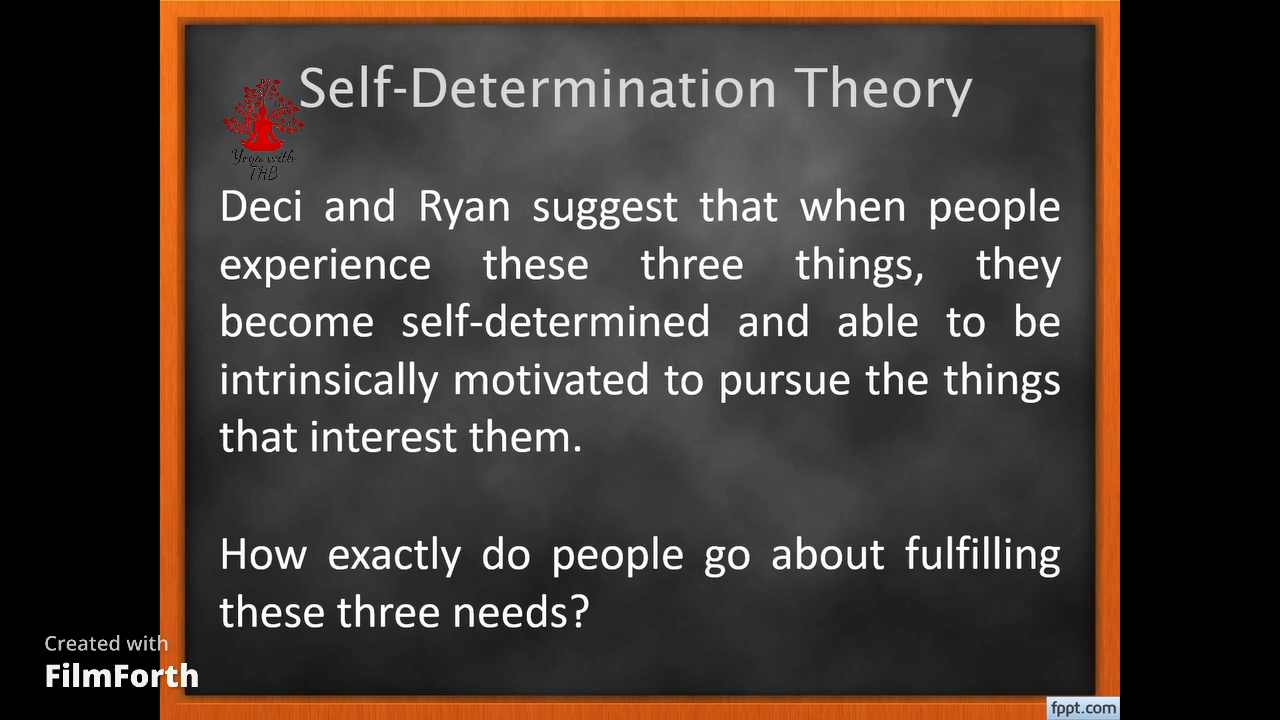 Self-Determination Theory
Yoga with
THB
Deci and Ryan suggest that when people
experience these three things, they
become self-determined and able to be
intrinsically motivated to pursue the things
that interest them.
How exactly do people go about fulfilling
these three needs?
Created with
FilmForth
fppt.com